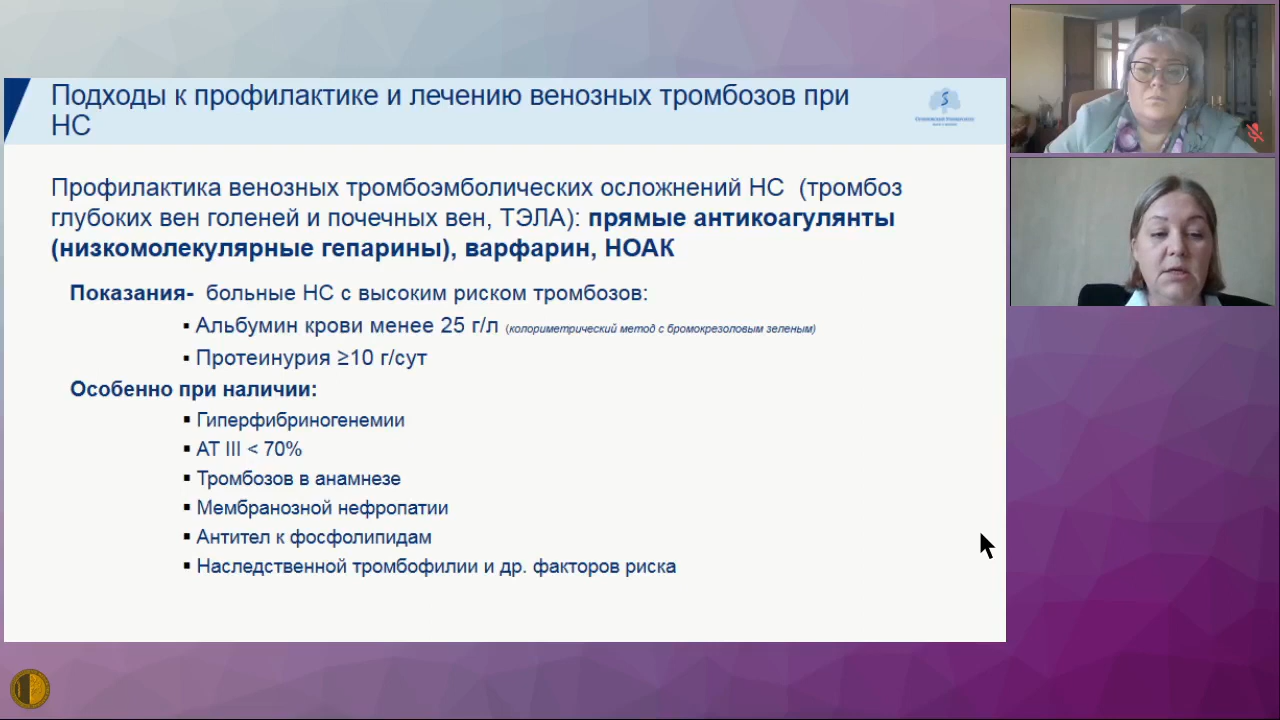 Подходы к профилактике и лечению венозных тромбозов при
НС
Профилактика венозных тромбоэмболических осложнений НС (тромбоз
глубоких вен голеней и почечных вен, ТЭЛА): прямые антикоагулянты
(низкомолекулярные гепарины), варфарин, НОАК
Показания- больные НС с высоким риском тромбозов:
▪ Альбумин крови менее 25 г/л (колориметрический метод с бромокрезоловым зеленым)
▪ Протеинурия ≥10 г/сут
Особенно при наличии:
▪ Гиперфибриногенемии
▪ АТ III < 70%
▪ Тромбозов в анамнезе
▪ Мембранозной нефропатии
▪ Антител к фосфолипидам
▪ Наследственной тромбофилии и др. факторов риска